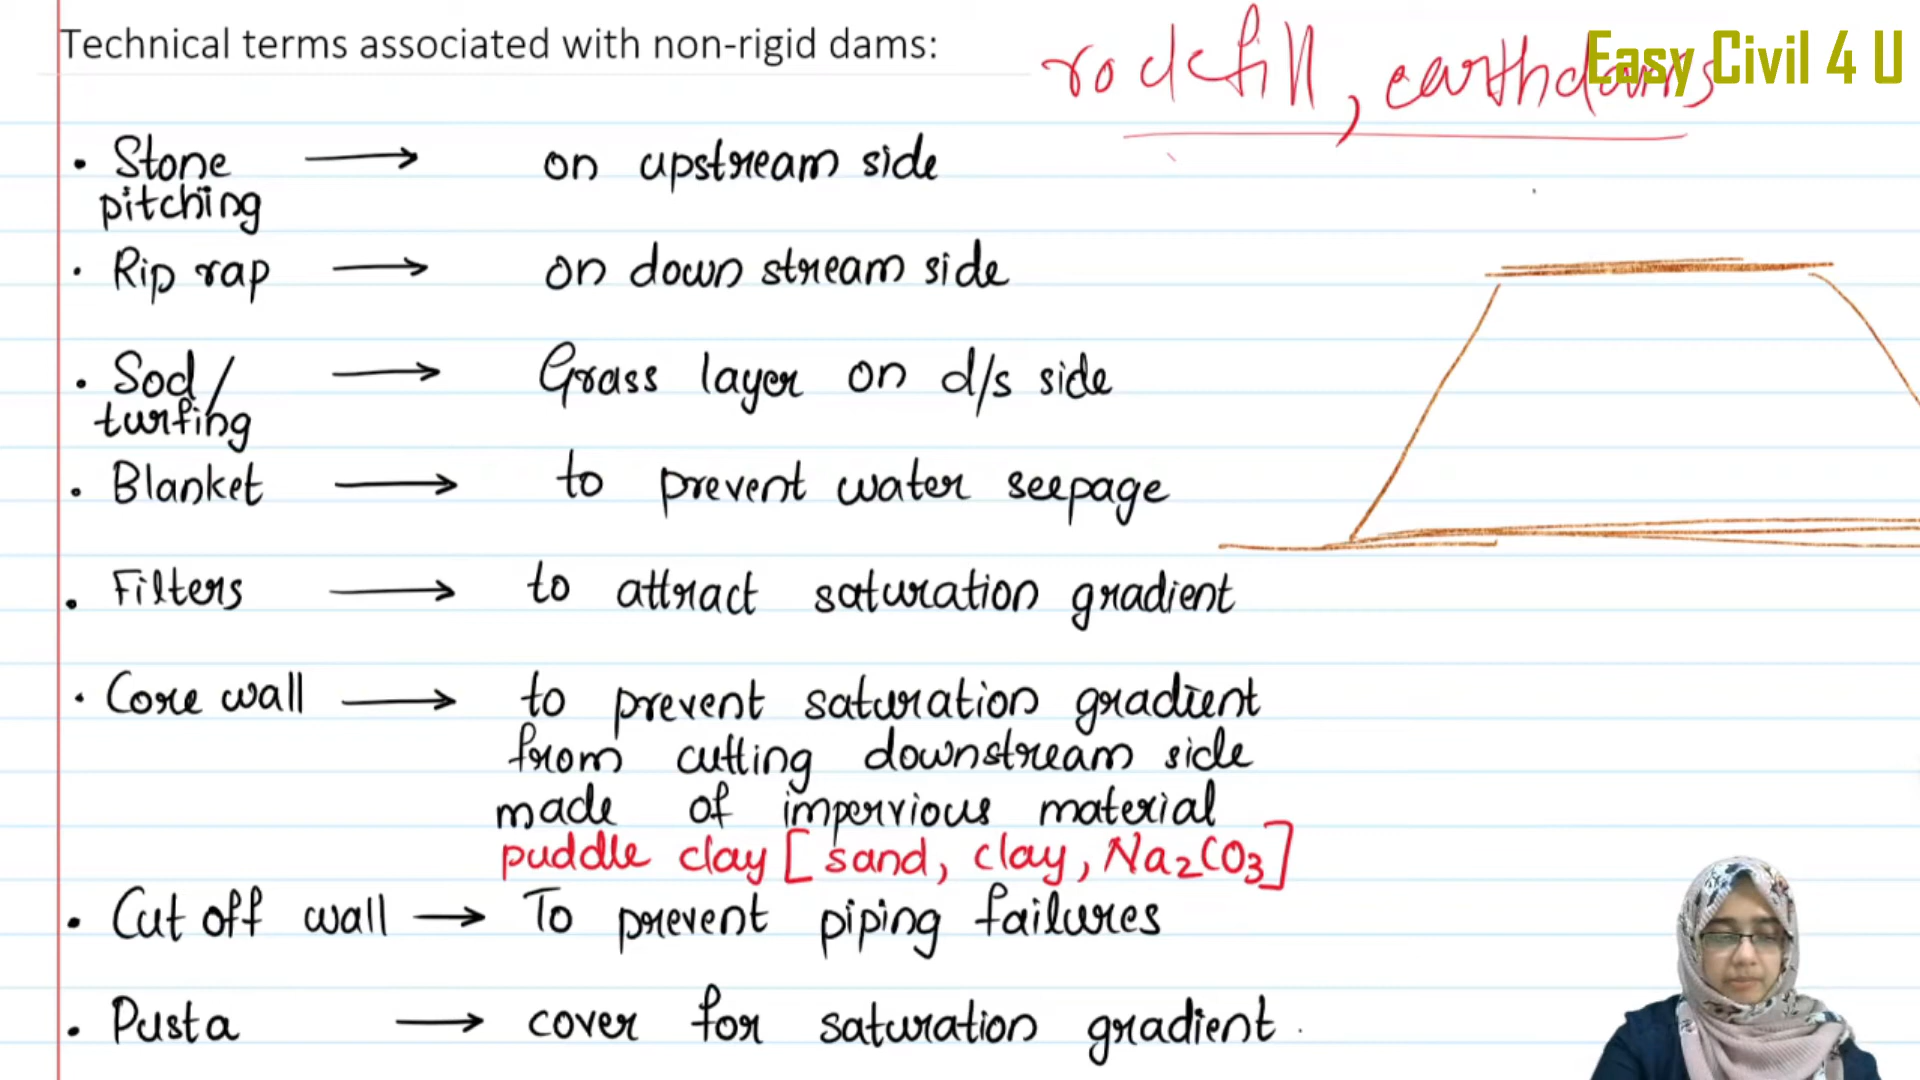 Technical terms associated with non-rigid dams:
rockfill, earthdams
Easy Civil 4 U
• Stone pitching → on upstream side
• Rip rap → on down stream side
• Sod/ turfing → Grass layer on d/s side
• Blanket → to prevent water seepage
• Filters → to attract saturation gradient
• Core wall → to prevent saturation gradient
from cutting downstream side
made of impervious material
puddle clay [sand, clay, Na2CO3]
• Cut off wall → To prevent piping failures
• Pusta → cover for saturation gradient.